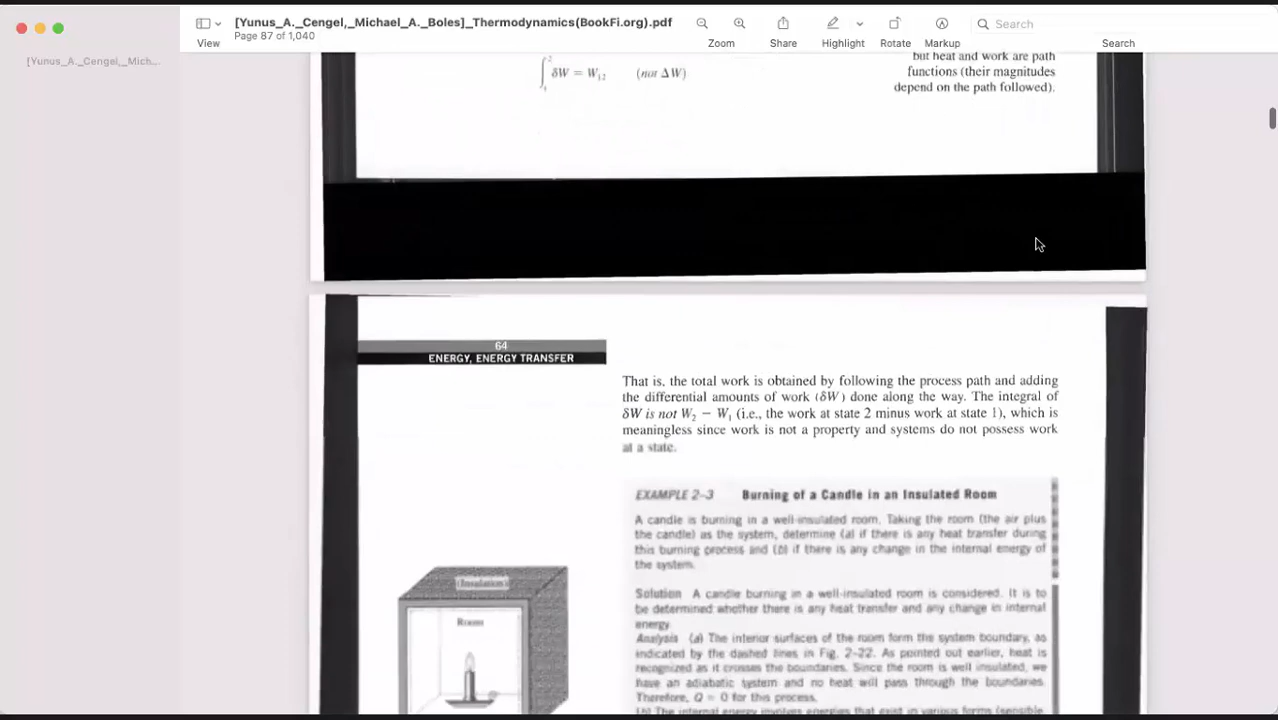 [Yunus_A._Cengel,_Michael_A._Boles]_Thermodynamics(BookFi.org).pdf
Page 87 of 1,040
View
Zoom
Share
Highlight
Rotate
Markup
Search
Search
[Yunus_A._Cengel,_Mich...
∫₁² δW = W₁₂ (not ΔW)
but heat and work are path
functions (their magnitudes
depend on the path followed).
64
ENERGY, ENERGY TRANSFER
That is, the total work is obtained by following the process path and adding
the differential amounts of work (δW) done along the way. The integral of
δW is not W₂ − W₁ (i.e., the work at state 2 minus work at state 1), which is
meaningless since work is not a property and systems do not possess work
at a state.
EXAMPLE 2–3 Burning of a Candle in an Insulated Room
A candle is burning in a well-insulated room. Taking the room (the air plus
the candle) as the system, determine (a) if there is any heat transfer during
this burning process and (b) if there is any change in the internal energy of
the system.
Solution A candle burning in a well-insulated room is considered. It is to
be determined whether there is any heat transfer and any change in internal
energy.
Analysis (a) The interior surfaces of the room form the system boundary, as
indicated by the dashed lines in Fig. 2–22. As pointed out earlier, heat is
recognized as it crosses the boundaries. Since the room is well insulated, we
have an adiabatic system and no heat will pass through the boundaries.
Therefore, Q = 0 for this process.
(b) The internal energy involves energies that exist in various forms (sensible,
(Insulation)
Room